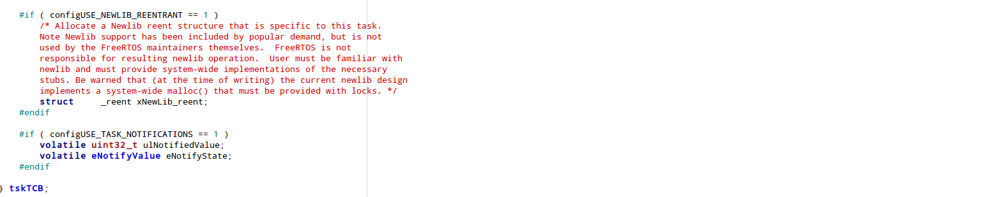 #if ( configUSE_NEWLIB_REENTRANT == 1 )
/* Allocate a Newlib reent structure that is specific to this task.
Note Newlib support has been included by popular demand, but is not
used by the FreeRTOS maintainers themselves.  FreeRTOS is not
responsible for resulting newlib operation.  User must be familiar with
newlib and must provide system-wide implementations of the necessary
stubs. Be warned that (at the time of writing) the current newlib design
implements a system-wide malloc() that must be provided with locks. */
struct     _reent xNewLib_reent;
#endif
#if ( configUSE_TASK_NOTIFICATIONS == 1 )
volatile uint32_t ulNotifiedValue;
volatile eNotifyValue eNotifyState;
#endif
} tskTCB;